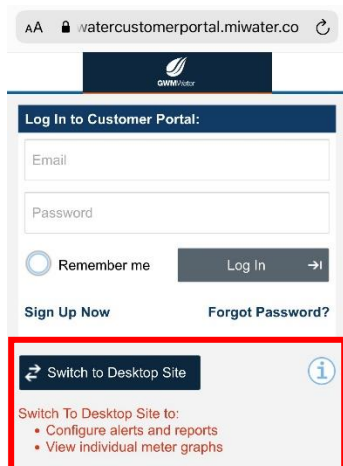 AA watercustomerportal.miwater.co
GWMWater
Log In to Customer Portal:
Email
Password
Remember me
Log In
Sign Up Now
Forgot Password?
Switch to Desktop Site
i
Switch To Desktop Site to:
• Configure alerts and reports
• View individual meter graphs